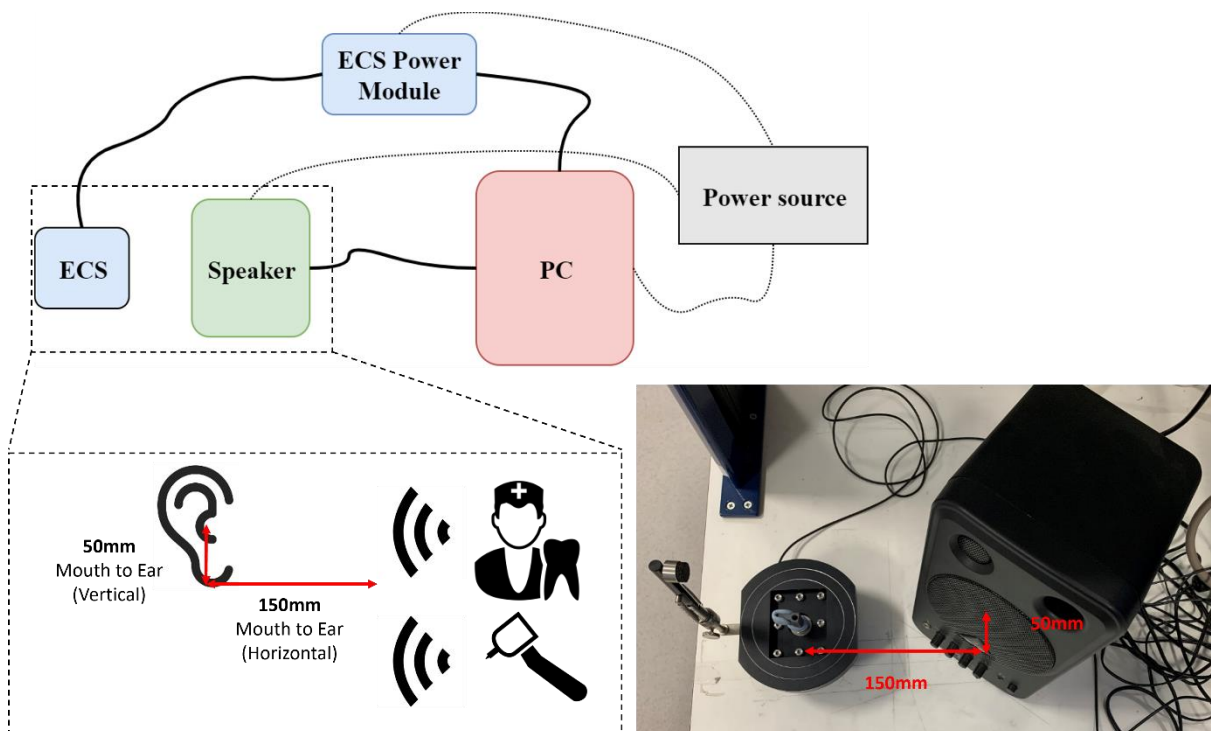 ECS Power
Module
Power source
ECS
Speaker
PC
50mm
Mouth to Ear
(Vertical)
150mm
Mouth to Ear
(Horizontal)
50mm
150mm